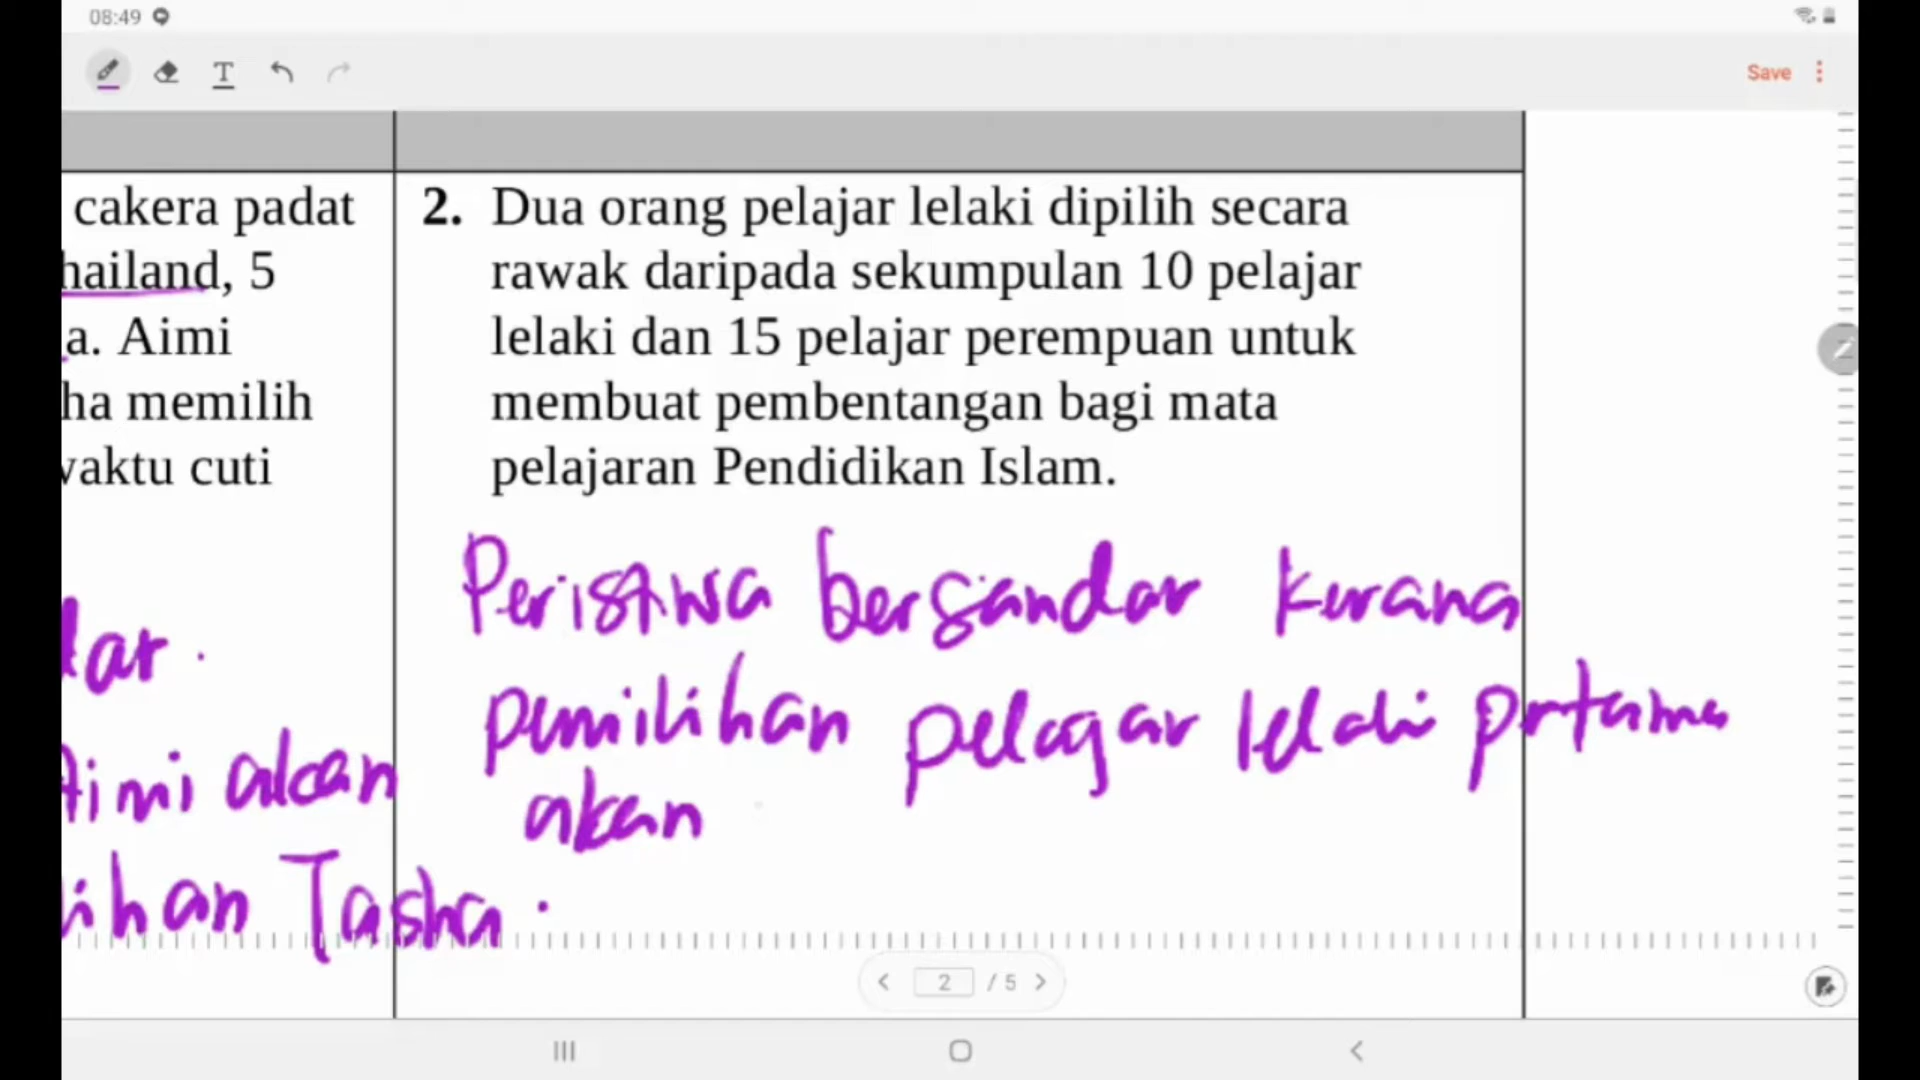 08:49
T
Save
cakera padat
hailand, 5
a. Aimi
ha memilih
waktu cuti
dar.
Aimi akan
ihan Tasha.
2. Dua orang pelajar lelaki dipilih secara
rawak daripada sekumpulan 10 pelajar
lelaki dan 15 pelajar perempuan untuk
membuat pembentangan bagi mata
pelajaran Pendidikan Islam.
Peristiwa bersandar kerana
pemilihan pelajar lelaki pertama
akan
2 / 5